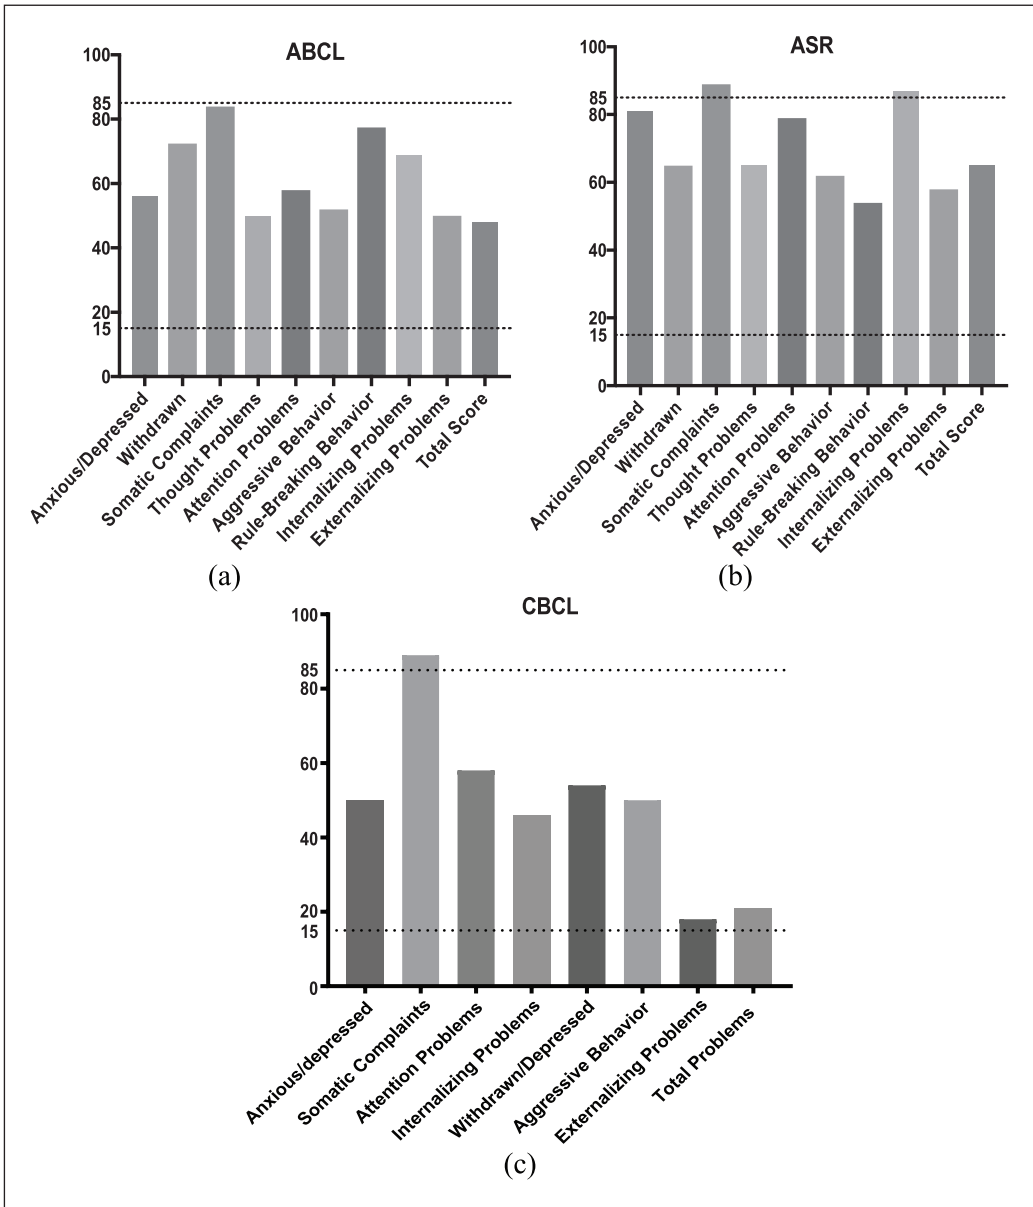 ABCL
100
85
80
60
40
20
15
0
Anxious/Depressed
Withdrawn
Somatic Complaints
Thought Problems
Attention Problems
Aggressive Behavior
Rule-Breaking Behavior
Internalizing Problems
Externalizing Problems
Total Score
(a)
ASR
100
85
80
60
40
20
15
0
Anxious/Depressed
Withdrawn
Somatic Complaints
Thought Problems
Attention Problems
Aggressive Behavior
Rule-Breaking Behavior
Internalizing Problems
Externalizing Problems
Total Score
(b)
CBCL
100
85
80
60
40
20
15
0
Anxious/depressed
Somatic Complaints
Attention Problems
Internalizing Problems
Withdrawn/Depressed
Aggressive Behavior
Externalizing Problems
Total Problems
(c)